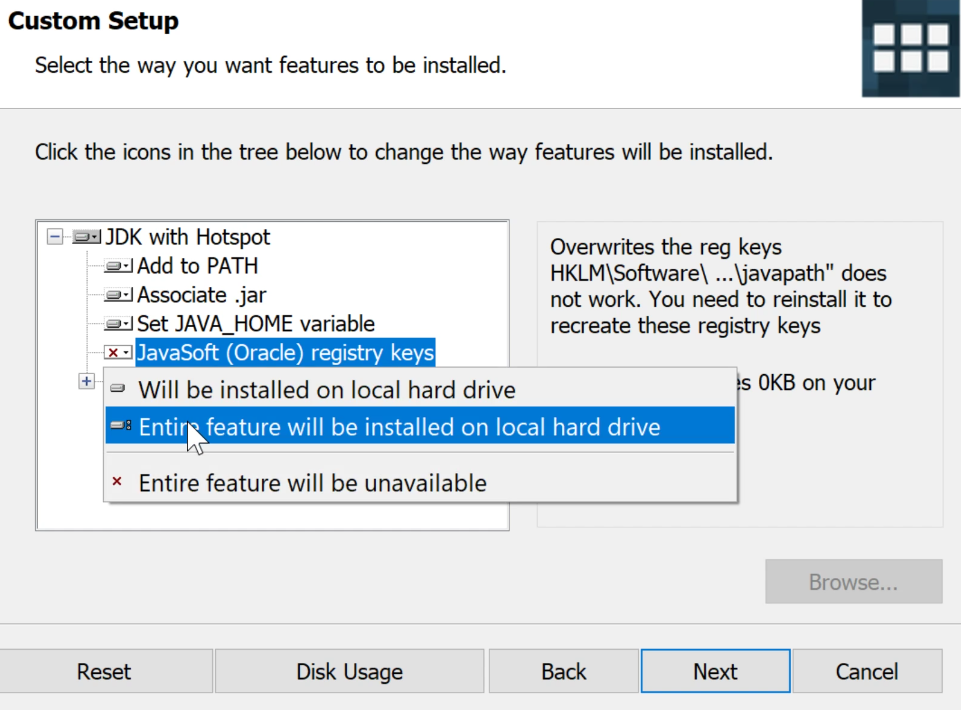 Custom Setup
Select the way you want features to be installed.
Click the icons in the tree below to change the way features will be installed.
JDK with Hotspot
Add to PATH
Associate .jar
Set JAVA_HOME variable
JavaSoft (Oracle) registry keys
Will be installed on local hard drive
Entire feature will be installed on local hard drive
Entire feature will be unavailable
Overwrites the reg keys
HKLM\Software\ ...\javapath" does
not work. You need to reinstall it to
recreate these registry keys
0KB on your
Browse...
Reset
Disk Usage
Back
Next
Cancel